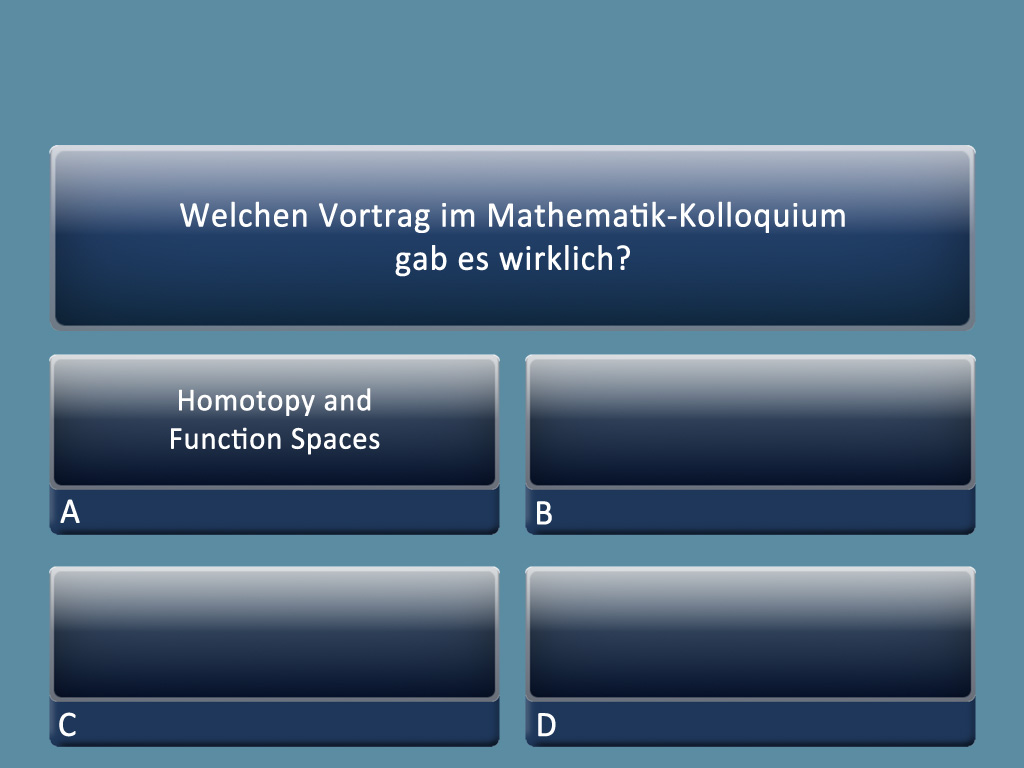 Welchen Vortrag im Mathematik-Kolloquium
gab es wirklich?
Homotopy and
Function Spaces
A
B
C
D